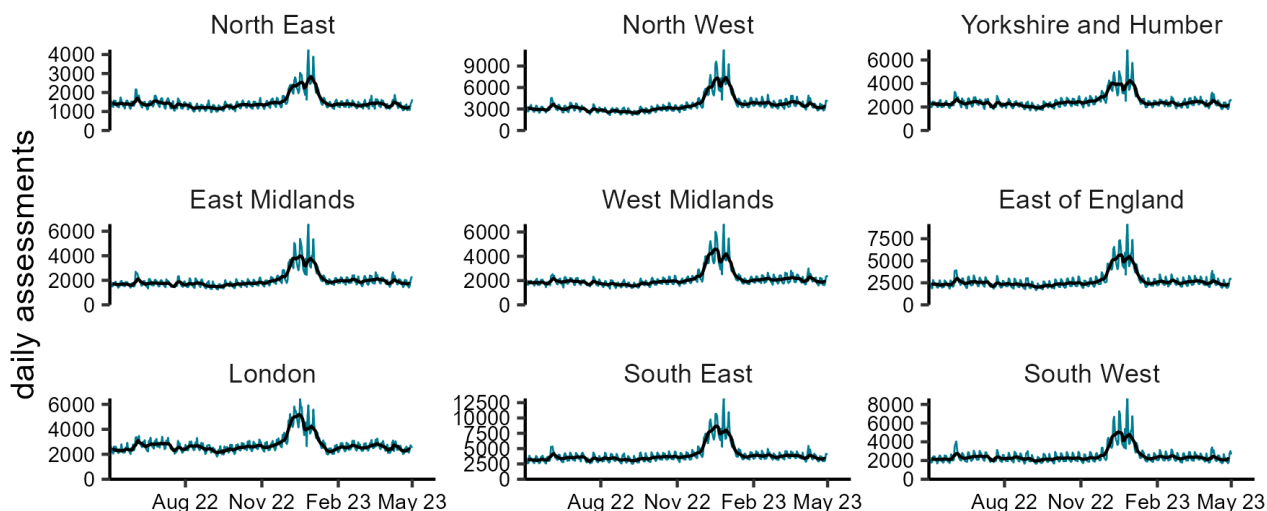 North East North West Yorkshire and Humber
4000 3000 2000 1000 0
9000 6000 3000 0
6000 4000 2000 0
daily assessments
East Midlands West Midlands East of England
6000 4000 2000 0
6000 4000 2000 0
7500 5000 2500 0
London South East South West
6000 4000 2000 0
12500 10000 7500 5000 2500
8000 6000 4000 2000 0
Aug 22 Nov 22 Feb 23 May 23
Aug 22 Nov 22 Feb 23 May 23
Aug 22 Nov 22 Feb 23 May 23